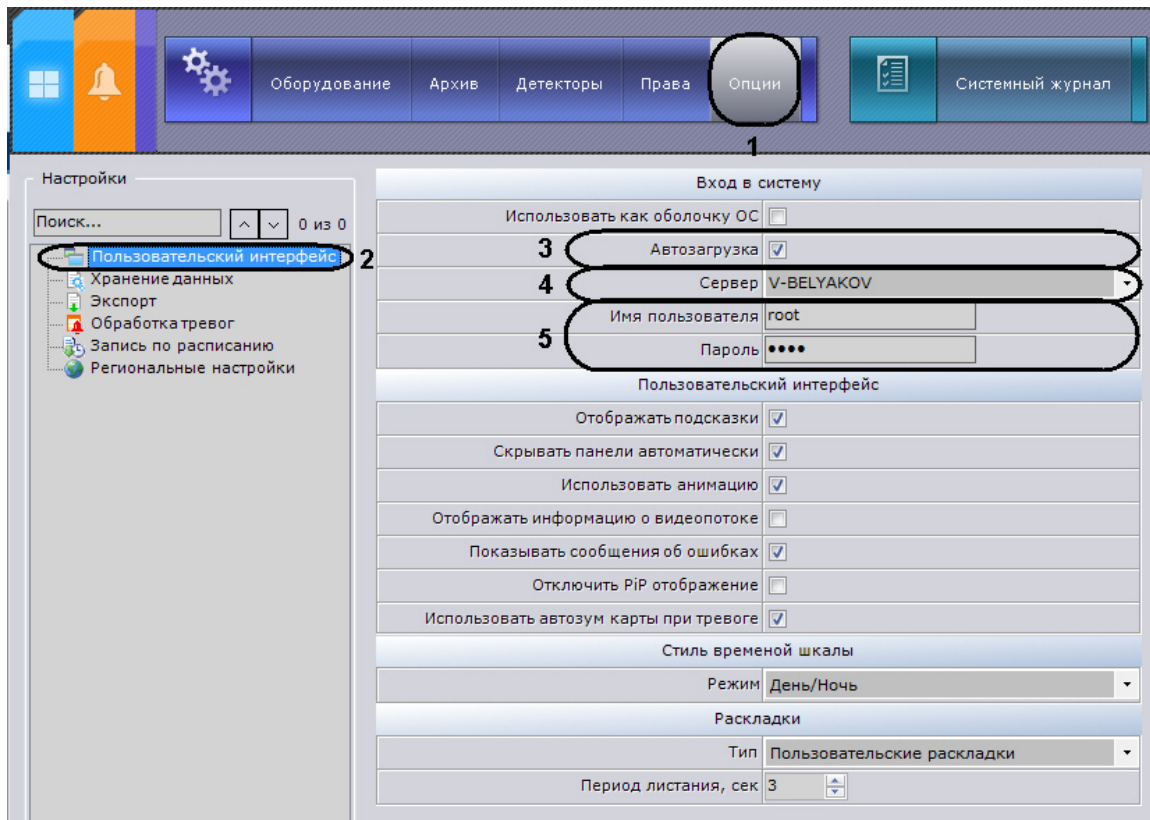 Оборудование Архив Детекторы Права Опции Системный журнал
1
Настройки
Поиск... 0 из 0
Пользовательский интерфейс 2
Хранение данных
Экспорт
Обработка тревог
Запись по расписанию
Региональные настройки
Вход в систему
Использовать как оболочку ОС
3 Автозагрузка
4 Сервер V-BELYAKOV
5
Имя пользователя root
Пароль ••••
Пользовательский интерфейс
Отображать подсказки
Скрывать панели автоматически
Использовать анимацию
Отображать информацию о видеопотоке
Показывать сообщения об ошибках
Отключить PiP отображение
Использовать автозум карты при тревоге
Стиль временой шкалы
Режим День/Ночь
Раскладки
Тип Пользовательские раскладки
Период листания, сек 3